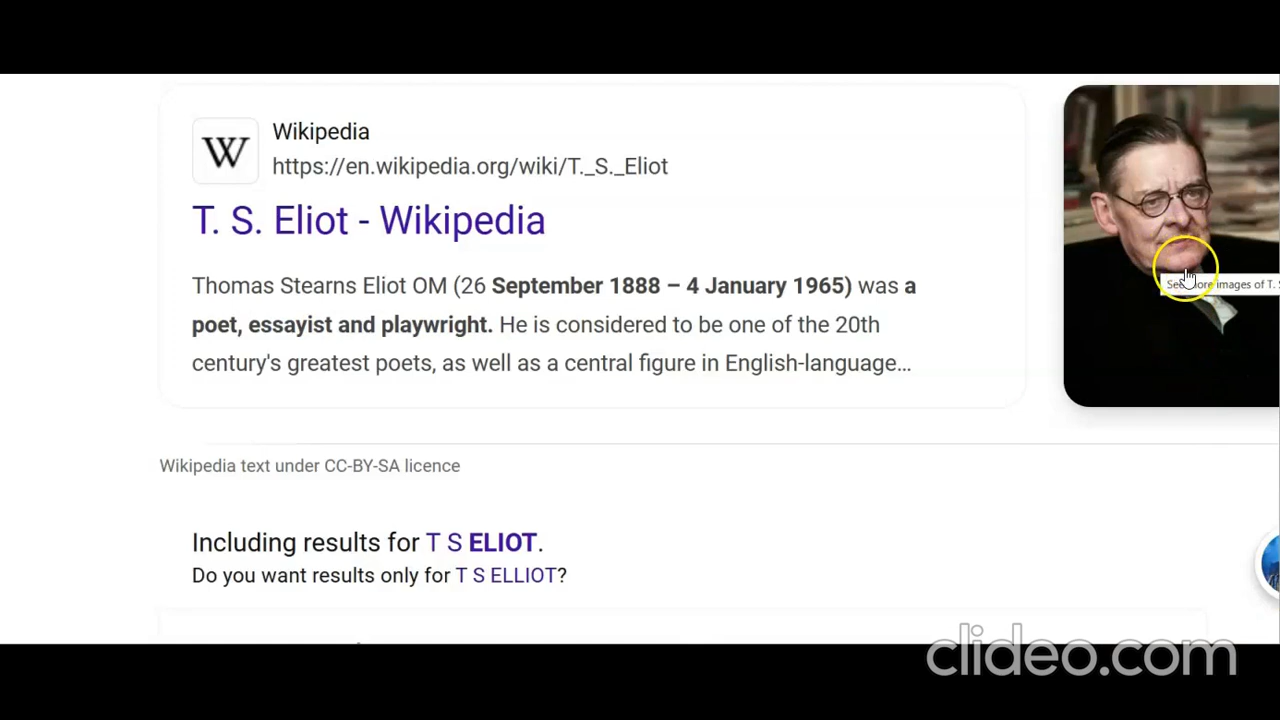 W
Wikipedia
https://en.wikipedia.org/wiki/T._S._Eliot
T. S. Eliot - Wikipedia
Thomas Stearns Eliot OM (26 September 1888 – 4 January 1965) was a
poet, essayist and playwright. He is considered to be one of the 20th
century's greatest poets, as well as a central figure in English-language...
images of T. S
Wikipedia text under CC-BY-SA licence
Including results for T S ELIOT.
Do you want results only for T S ELLIOT?
clideo.com